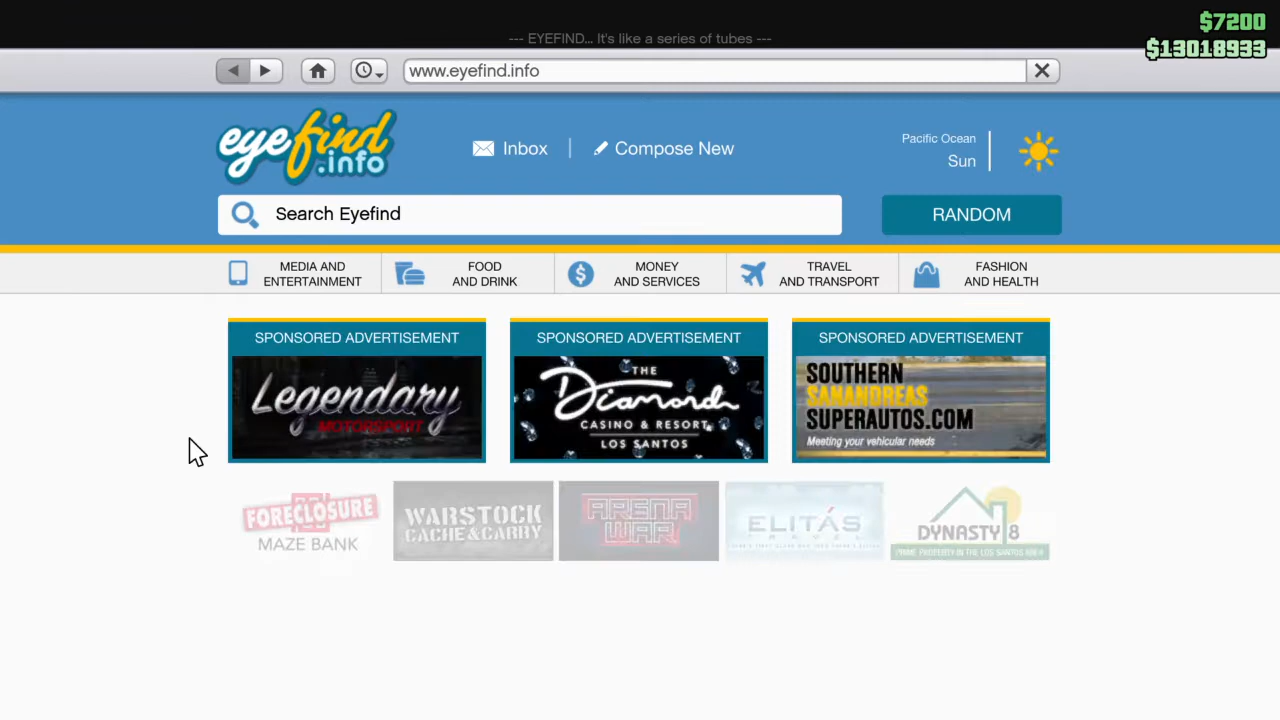 $7200
--- EYEFIND... It's like a series of tubes ---
$13018933
www.eyefind.info
eyefind
.info
Inbox
Compose New
Pacific Ocean
Sun
Search Eyefind
RANDOM
MEDIA AND
ENTERTAINMENT
FOOD
AND DRINK
MONEY
AND SERVICES
TRAVEL
AND TRANSPORT
FASHION
AND HEALTH
SPONSORED ADVERTISEMENT
Legendary
MOTORSPORT
SPONSORED ADVERTISEMENT
THE
Diamond
CASINO & RESORT
LOS SANTOS
SPONSORED ADVERTISEMENT
SOUTHERN
SANANDREAS
SUPERAUTOS.COM
Meeting your vehicular needs
FORECLOSURE
MAZE BANK
WARSTOCK
CACHE & CARRY
ARENA
WAR
ELITÁS
TRAVEL
DYNASTY 8
PRIME PROPERTY IN THE LOS SANTOS